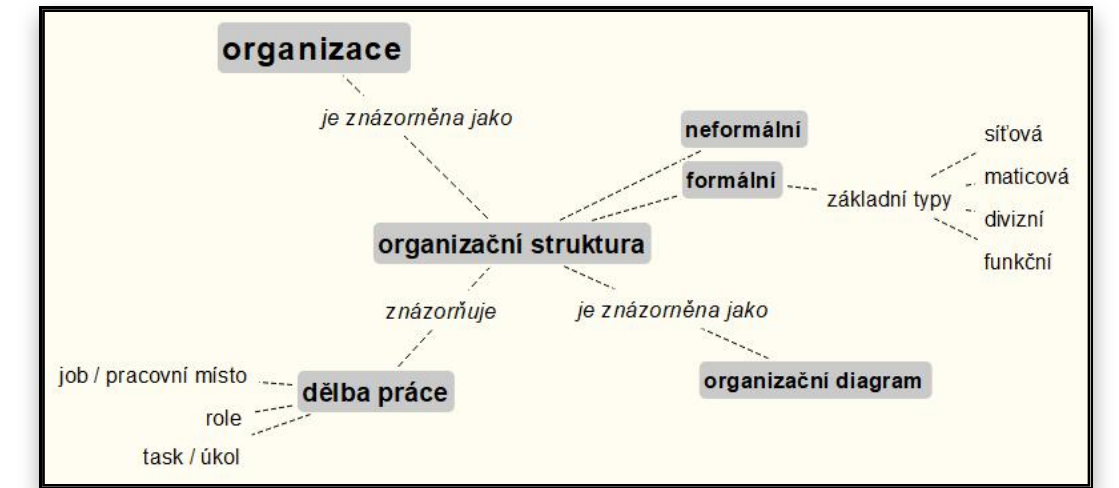 organizace
je znázorněna jako
neformální
formální
základní typy
síťová
maticová
divizní
funkční
organizační struktura
znázorňuje
je znázorněna jako
job / pracovní místo
role
task / úkol
dělba práce
organizační diagram